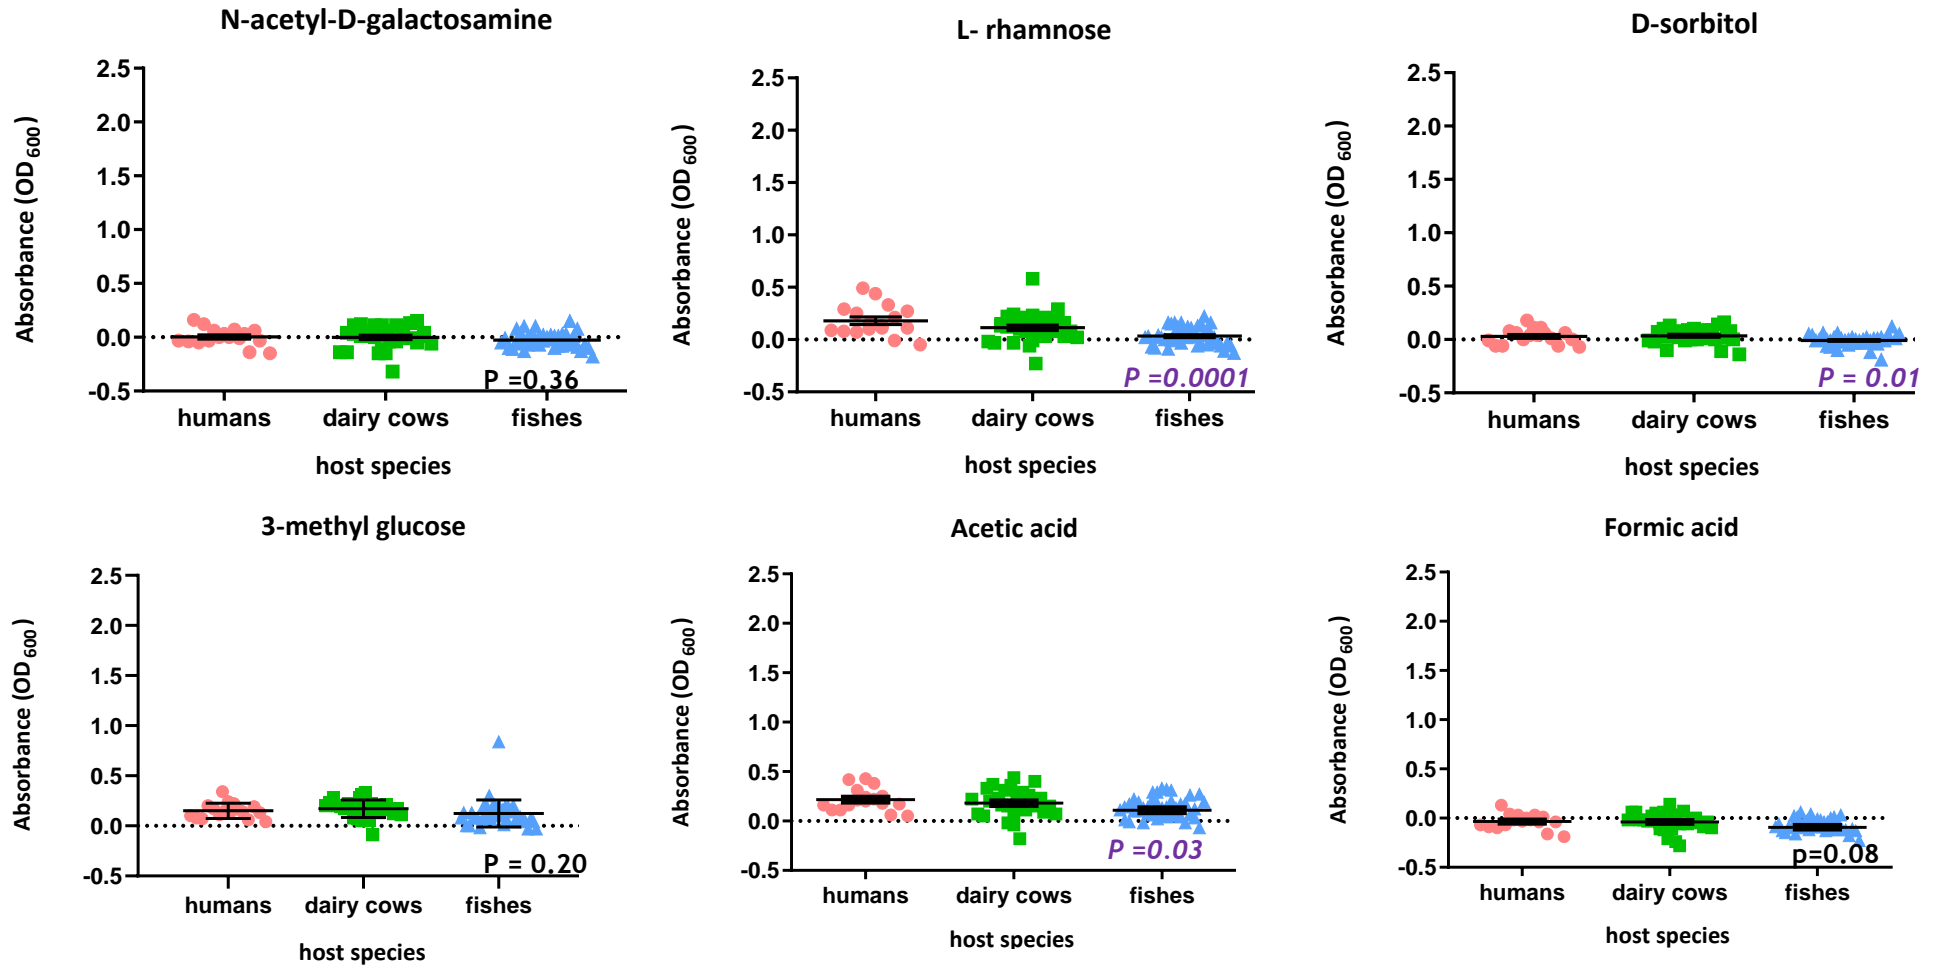 N-acetyl-D-galactosamine
Absorbance (OD600)
2.5
2.0
1.5
1.0
0.5
0.0
-0.5
P =0.36
humans dairy cows fishes
host species
L- rhamnose
Absorbance (OD600)
2.5
2.0
1.5
1.0
0.5
0.0
-0.5
P =0.0001
humans dairy cows fishes
host species
D-sorbitol
Absorbance (OD600)
2.5
2.0
1.5
1.0
0.5
0.0
-0.5
P = 0.01
humans dairy cows fishes
host species
3-methyl glucose
Absorbance (OD600)
2.5
2.0
1.5
1.0
0.5
0.0
-0.5
P = 0.20
humans dairy cows fishes
host species
Acetic acid
Absorbance (OD600)
2.5
2.0
1.5
1.0
0.5
0.0
-0.5
P =0.03
humans dairy cows fishes
host species
Formic acid
Absorbance (OD600)
2.5
2.0
1.5
1.0
0.5
0.0
-0.5
p=0.08
humans dairy cows fishes
host species